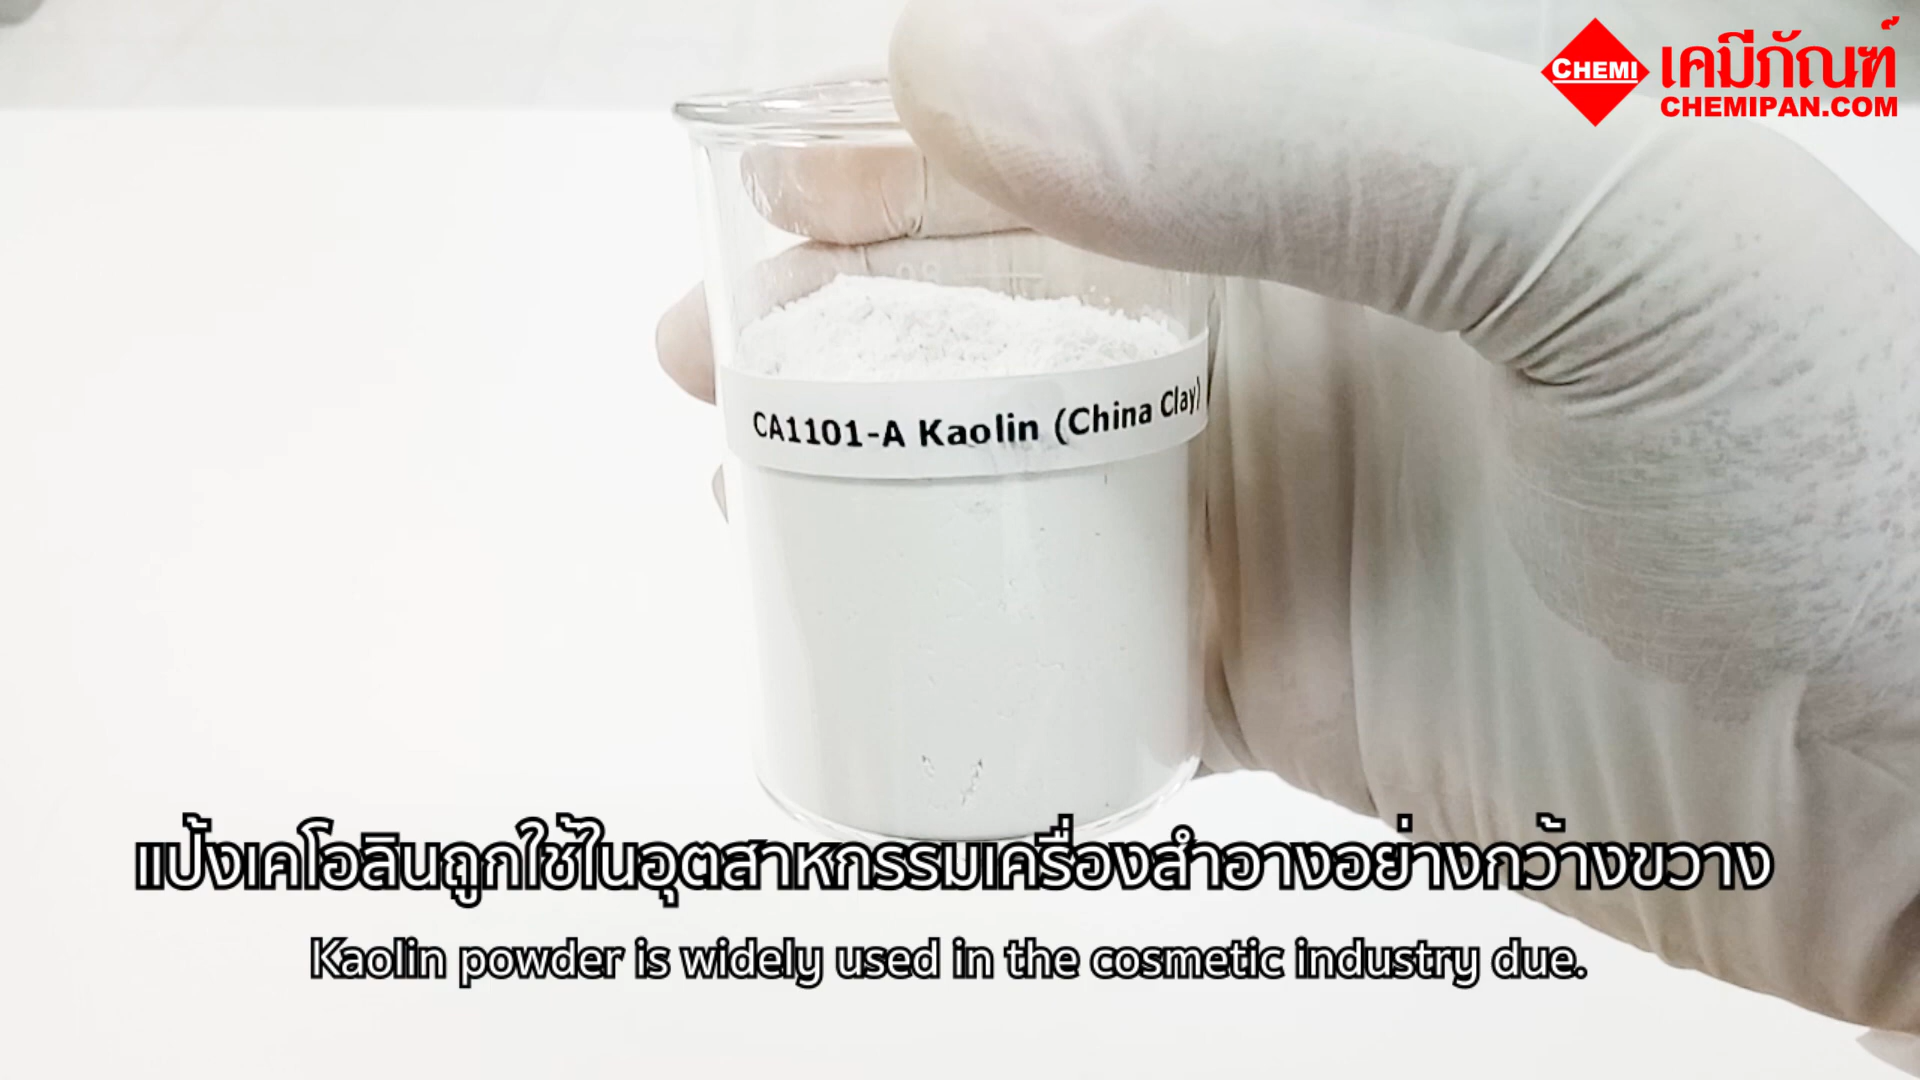 CHEMI
เคมีภัณฑ์
CHEMIPAN.COM
CA1101-A Kaolin (China Clay)
แป้งเคโอลินถูกใช้ในอุตสาหกรรมเครื่องสำอางอย่างกว้างขวาง
Kaolin powder is widely used in the cosmetic industry due.